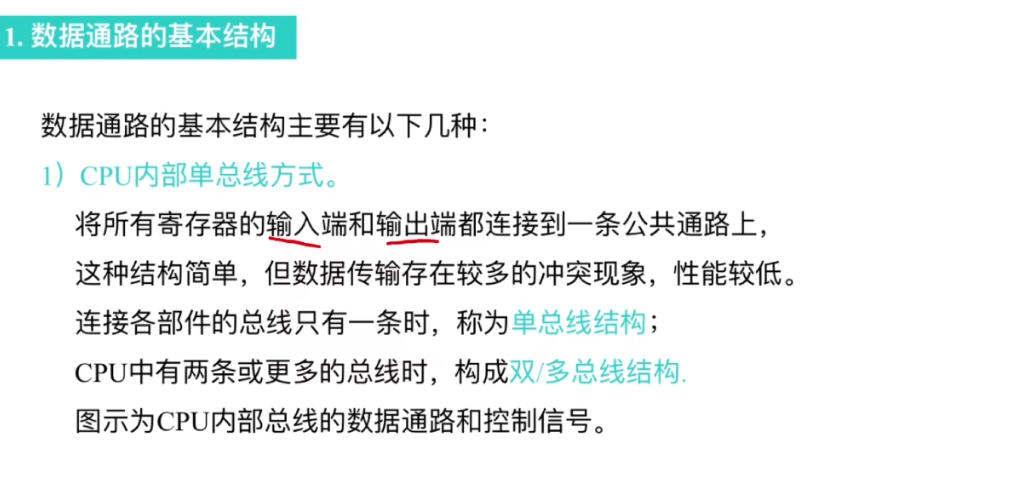 1. 数据通路的基本结构
数据通路的基本结构主要有以下几种：
1）CPU内部单总线方式。
将所有寄存器的输入端和输出端都连接到一条公共通路上，
这种结构简单，但数据传输存在较多的冲突现象，性能较低。
连接各部件的总线只有一条时，称为单总线结构；
CPU中有两条或更多的总线时，构成双/多总线结构.
图示为CPU内部总线的数据通路和控制信号。